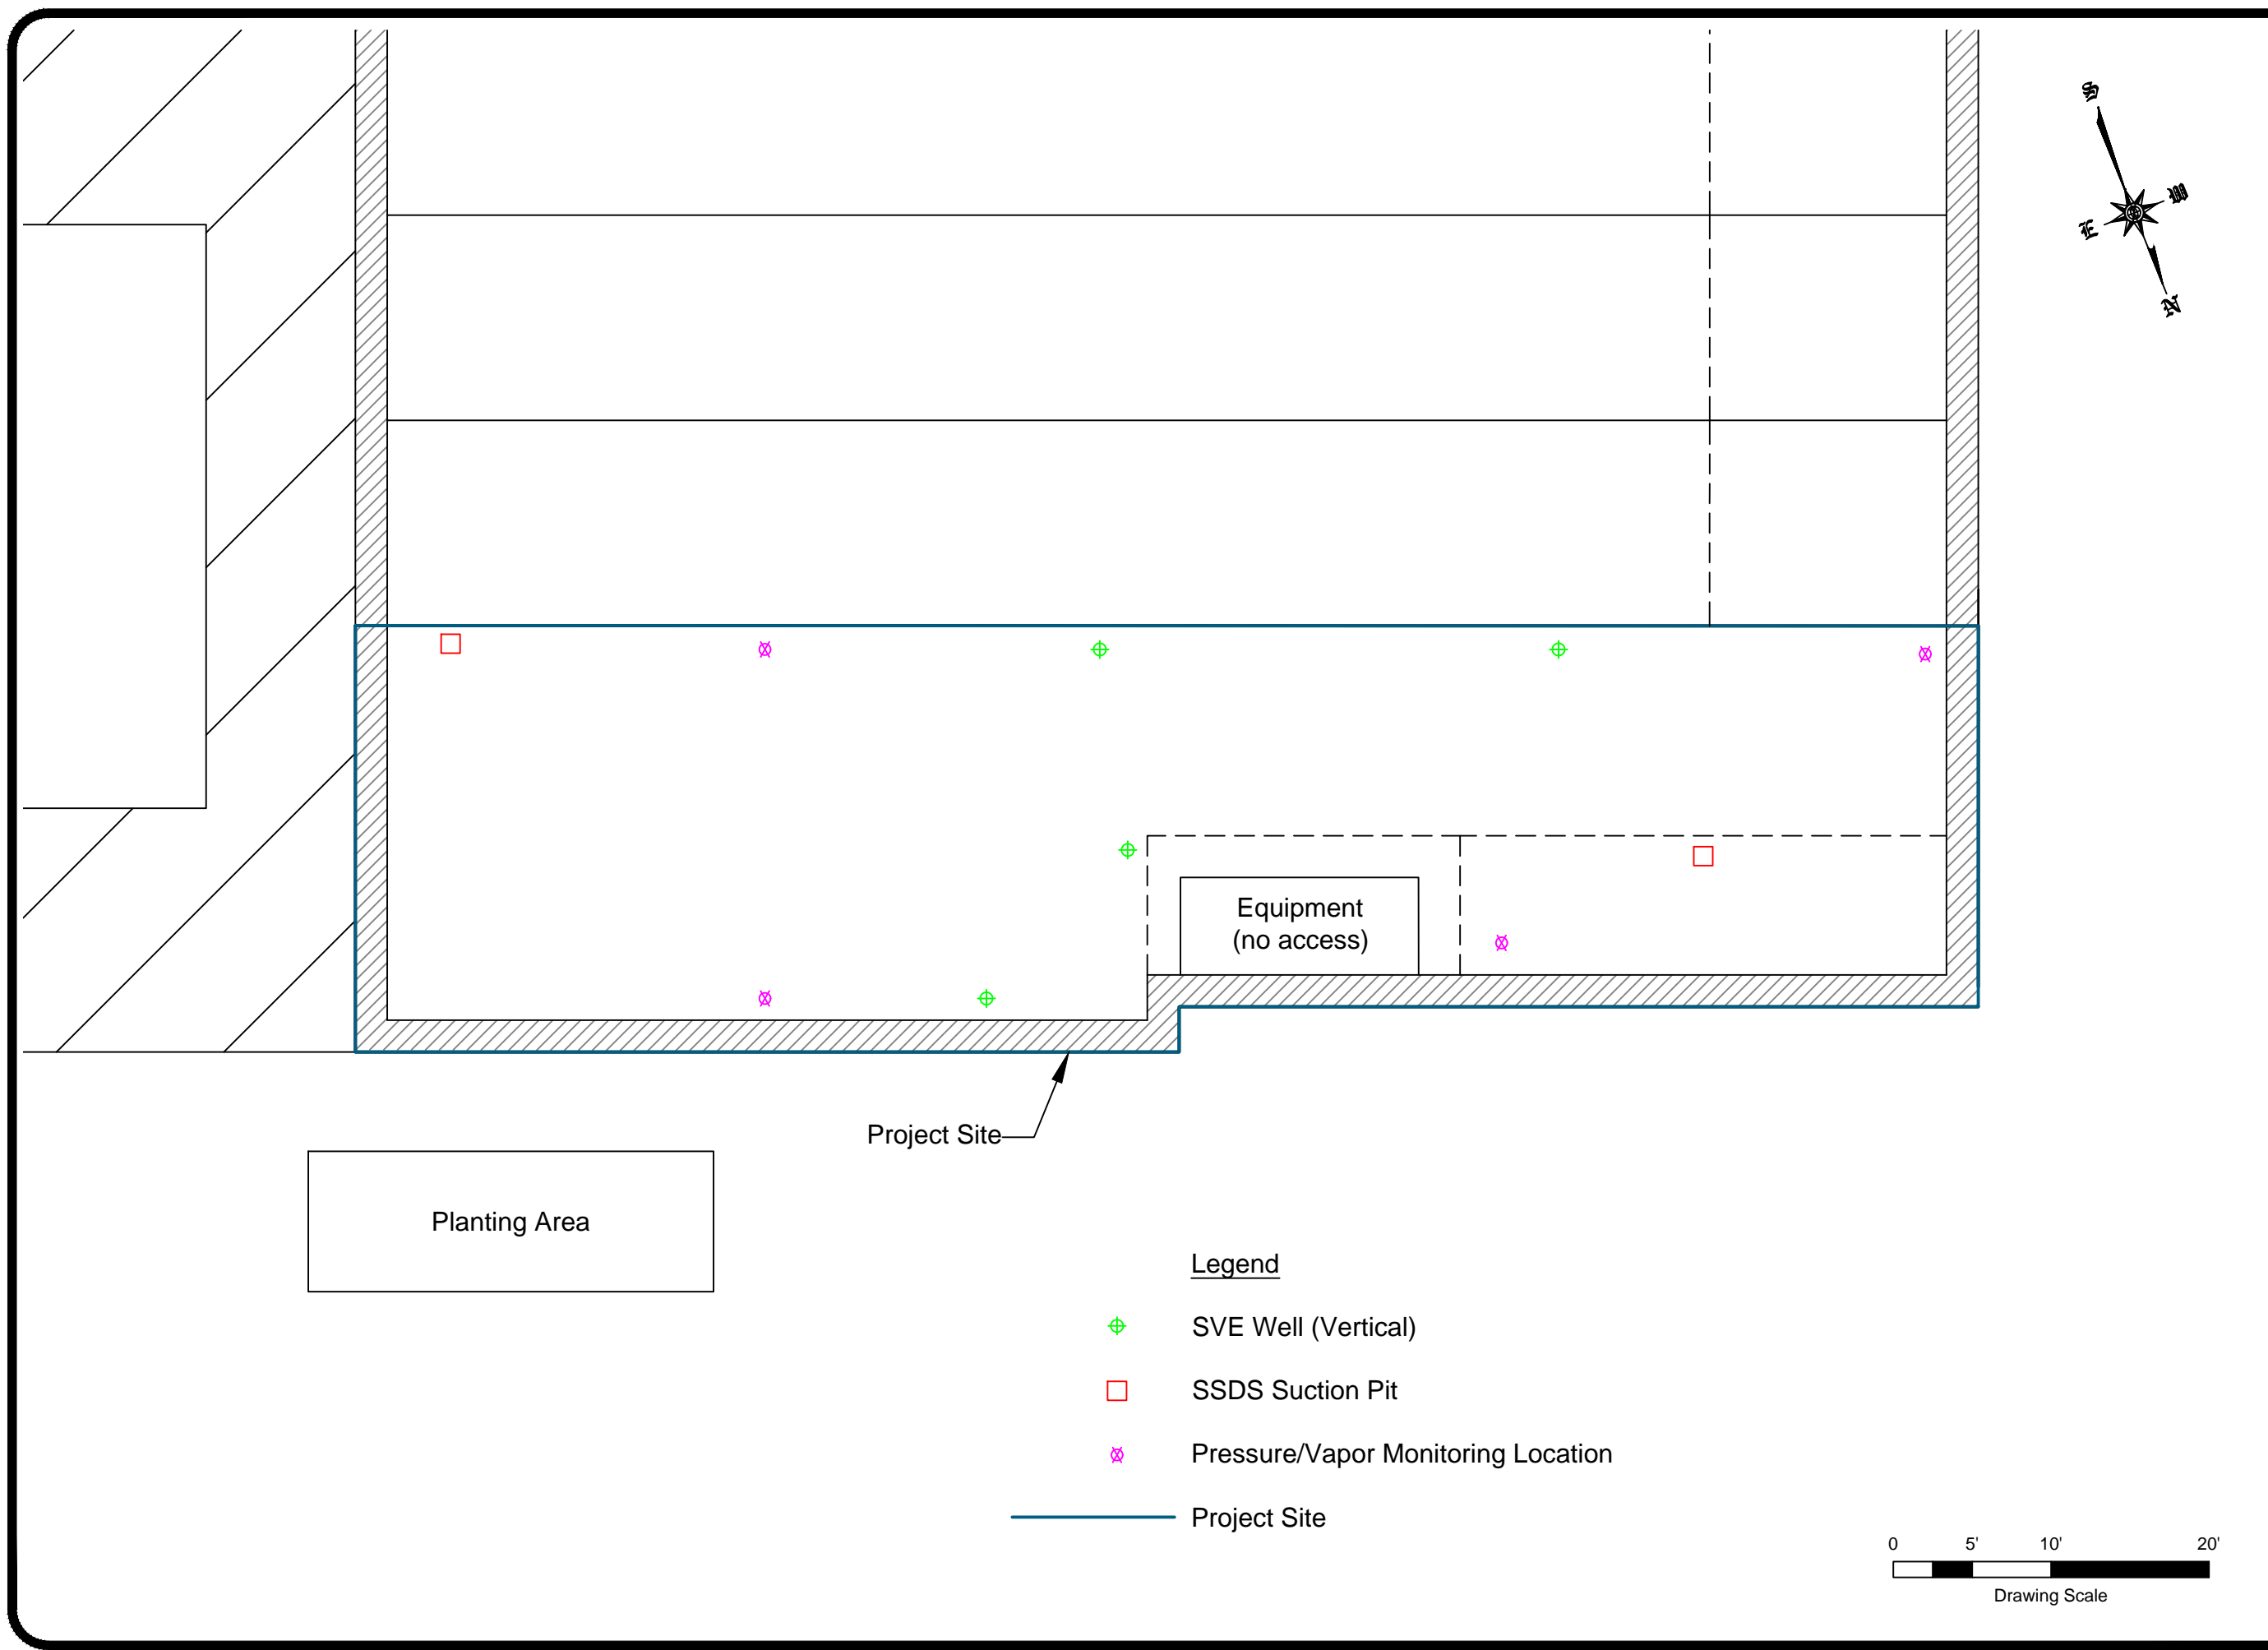 S
W
E
N
Equipment
(no access)
Project Site
Planting Area
Legend
SVE Well (Vertical)
SSDS Suction Pit
Pressure/Vapor Monitoring Location
Project Site
0 5' 10' 20'
Drawing Scale